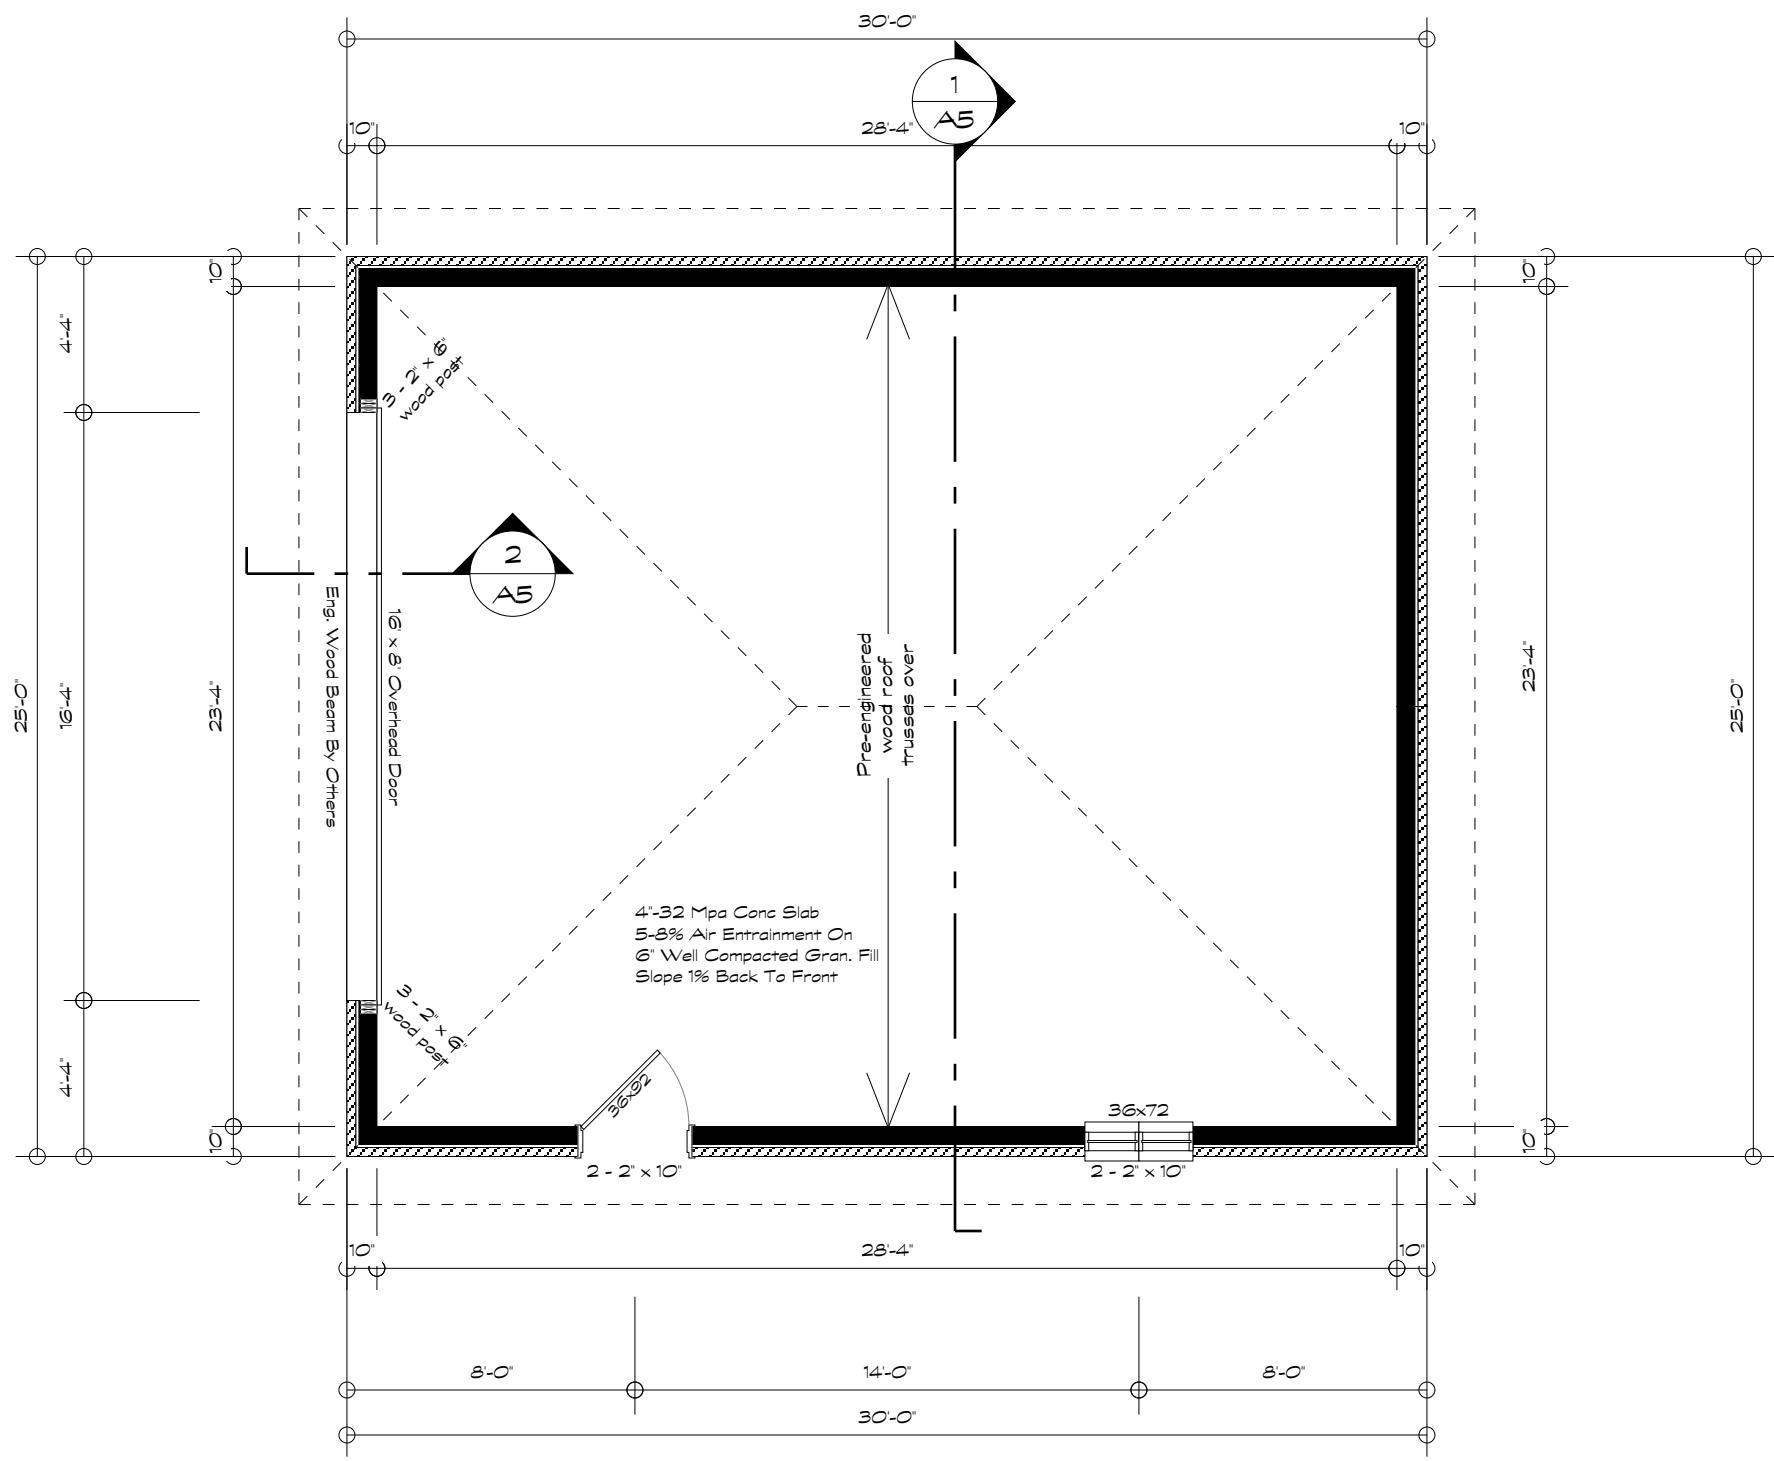 30'-0"
1
A5
10"
28'-4"
10"
10"
10"
4'-4"
3 - 2" x 6"
wood post
2
A5
Eng. Wood Beam By Others
16' x 8' Overhead Door
25'-0"
16'-4"
23'-4"
Pre-engineered
wood roof
trusses over
23'-4"
25'-0"
4"-32 Mpa Conc Slab
5-8% Air Entrainment On
6" Well Compacted Gran. Fill
Slope 1% Back To Front
3 - 2" x 6"
wood post
4'-4"
36x92
36x72
10"
10"
2 - 2" x 10"
2 - 2" x 10"
10"
28'-4"
10"
8'-0"
14'-0"
8'-0"
30'-0"